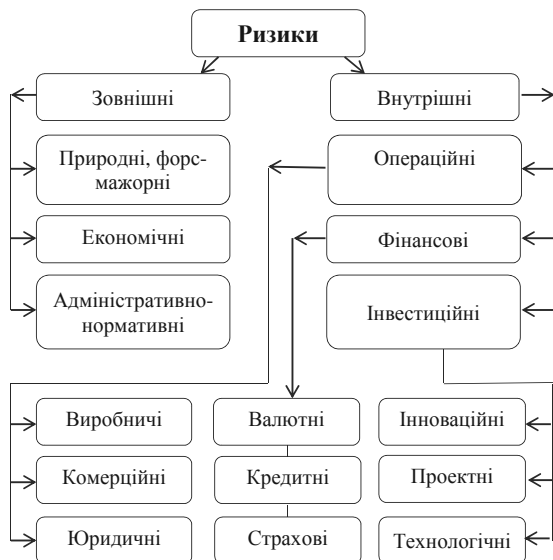 Ризики
Зовнішні
Внутрішні
Природні, форс-
мажорні
Операційні
Економічні
Фінансові
Адміністративно-
нормативні
Інвестиційні
Виробничі
Валютні
Інноваційні
Комерційні
Кредитні
Проектні
Юридичні
Страхові
Технологічні